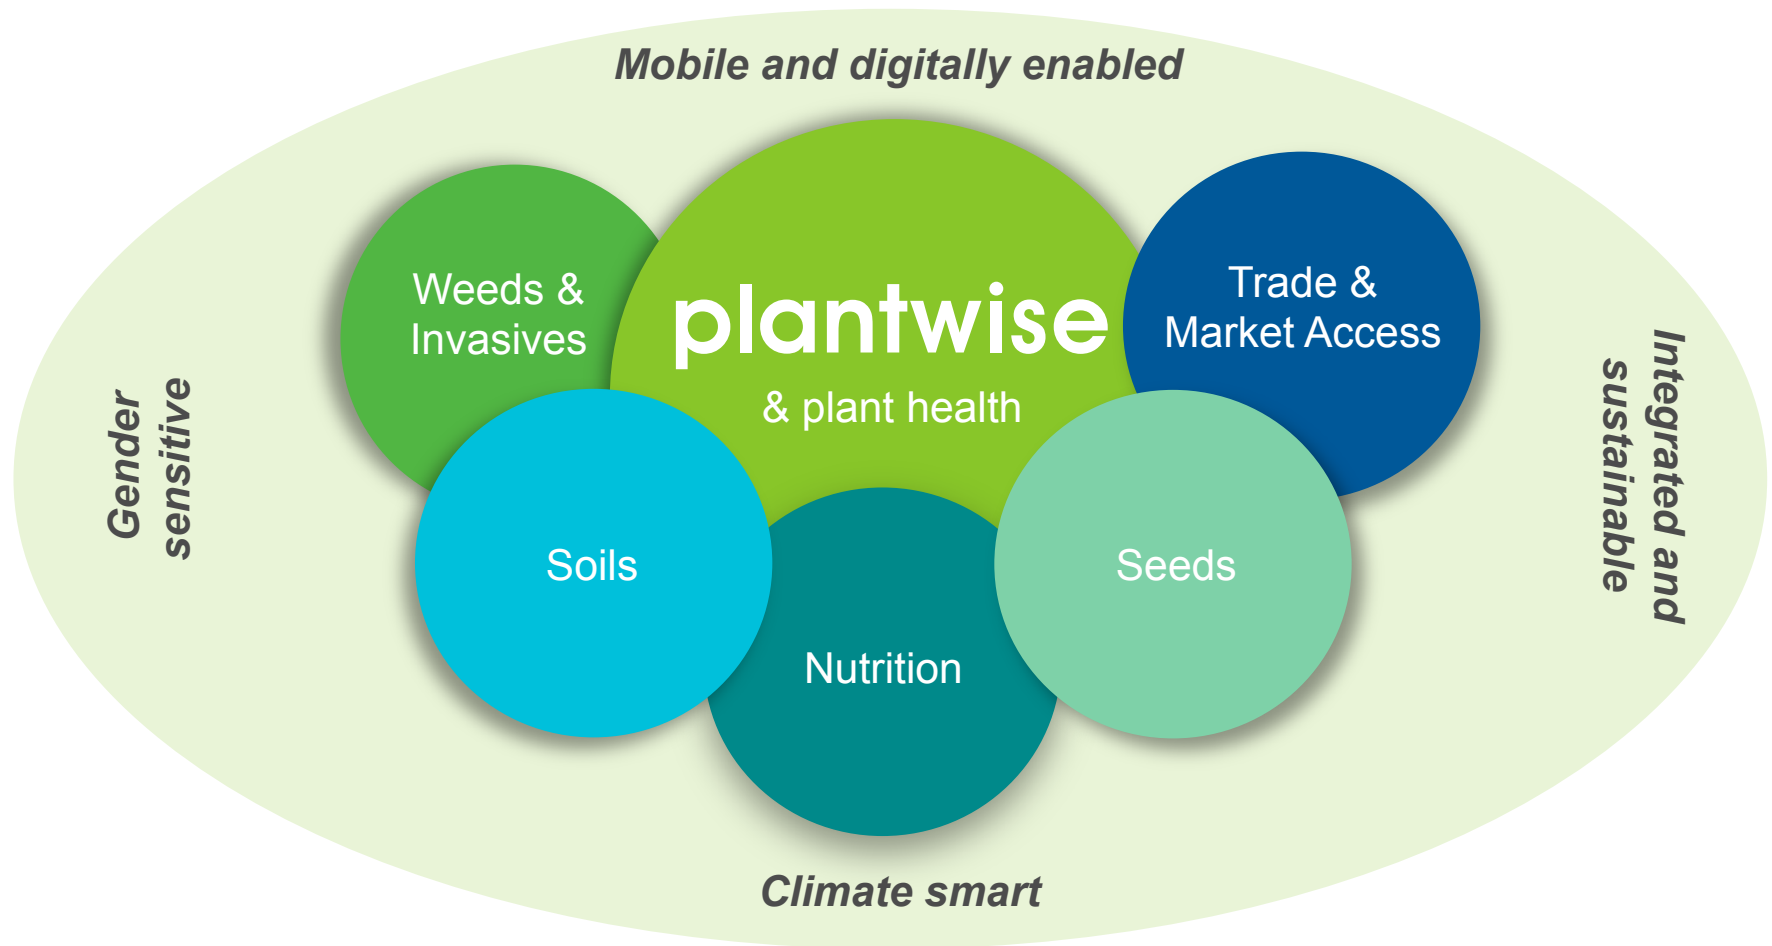 Mobile and digitally enabled
Weeds &
Invasives
plantwise
& plant health
Trade &
Market Access
Gender
sensitive
Integrated and
sustainable
Soils
Seeds
Nutrition
Climate smart